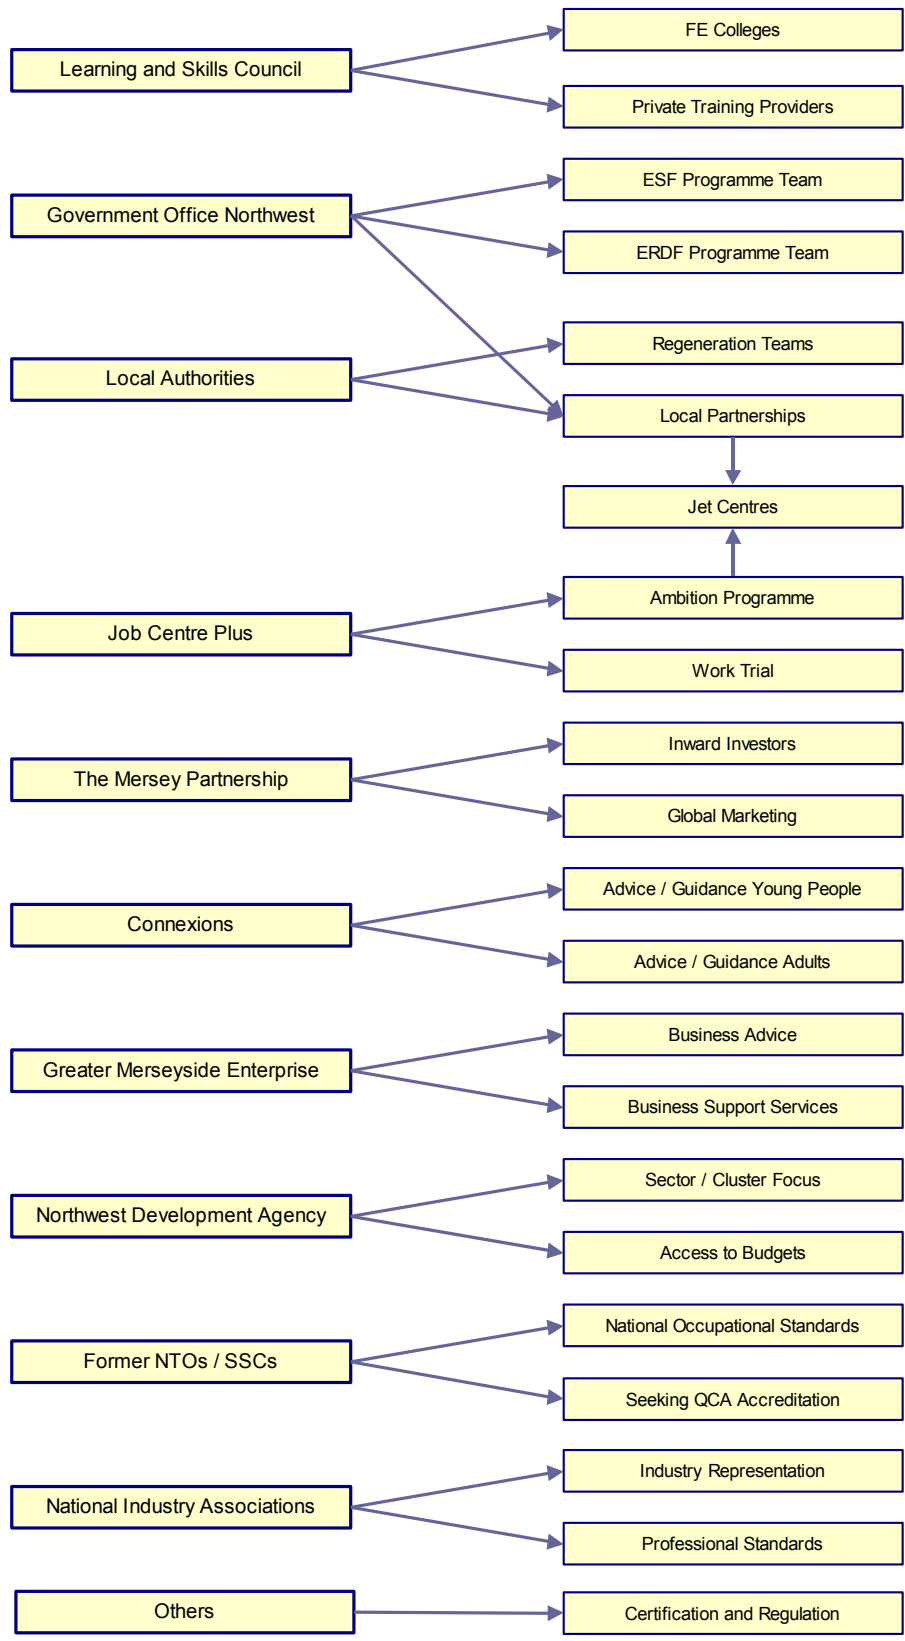 FE Colleges
Learning and Skills Council
Private Training Providers
ESF Programme Team
Government Office Northwest
ERDF Programme Team
Regeneration Teams
Local Authorities
Local Partnerships
Jet Centres
Ambition Programme
Job Centre Plus
Work Trial
Inward Investors
The Mersey Partnership
Global Marketing
Advice / Guidance Young People
Connexions
Advice / Guidance Adults
Business Advice
Greater Merseyside Enterprise
Business Support Services
Sector / Cluster Focus
Northwest Development Agency
Access to Budgets
National Occupational Standards
Former NTOs / SSCs
Seeking QCA Accreditation
Industry Representation
National Industry Associations
Professional Standards
Others
Certification and Regulation